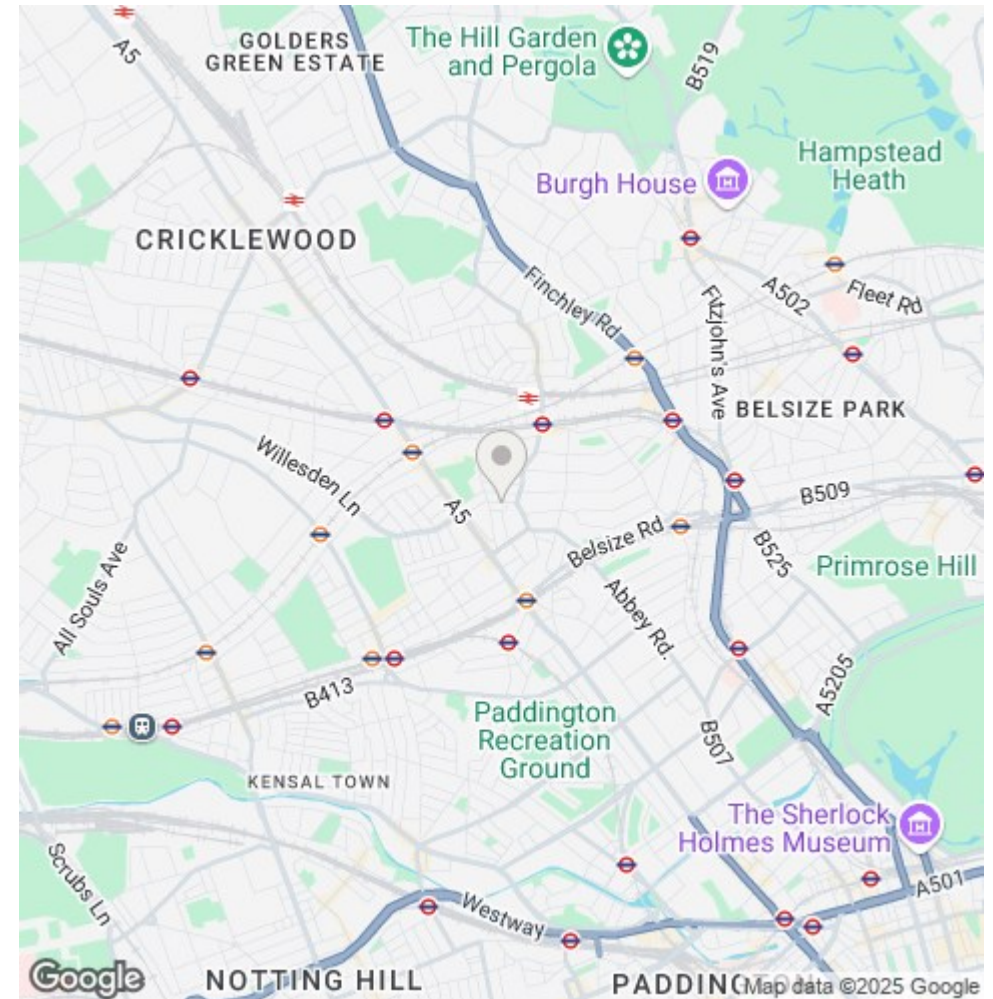 A5
GOLDERS
GREEN ESTATE
The Hill Garden
and Pergola
B519
Burgh House
Hampstead
Heath
CRICKLEWOOD
Finchley Rd
Fitzjohn's Ave
A502
Fleet Rd
BELSIZE PARK
Willesden Ln
A5
B509
Belsize Rd
B525
Primrose Hill
All Souls Ave
Abbey Rd.
A5205
B413
Paddington
Recreation
Ground
B507
KENSAL TOWN
The Sherlock
Holmes Museum
Scrubs Ln
A501
Westway
Google
NOTTING HILL
PADDINGTON
Map data ©2025 Google